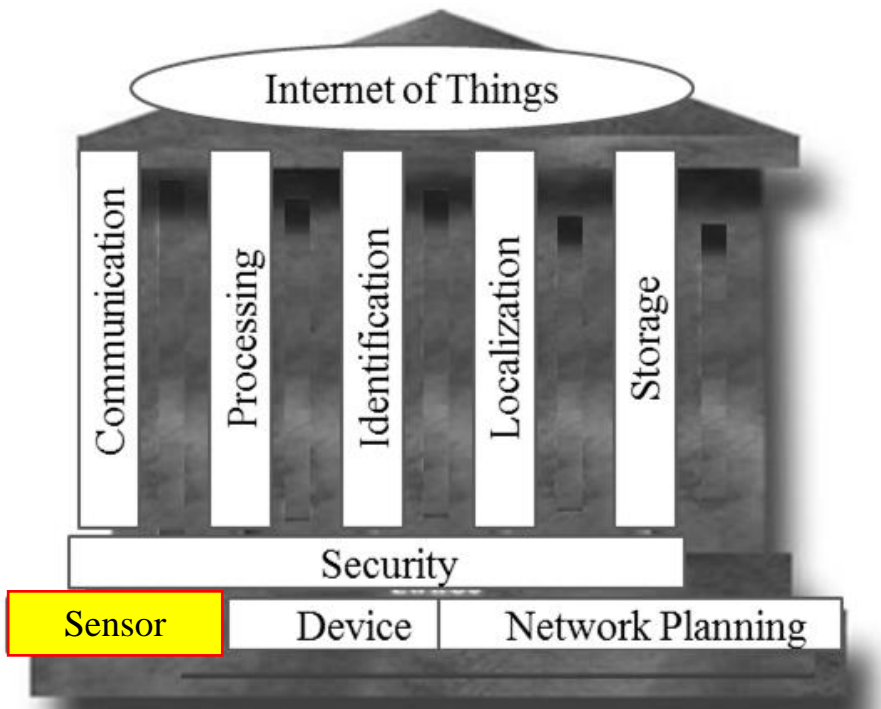 Internet of Things
Communication
Processing
Identification
Localization
Storage
Security
Sensor
Device
Network Planning